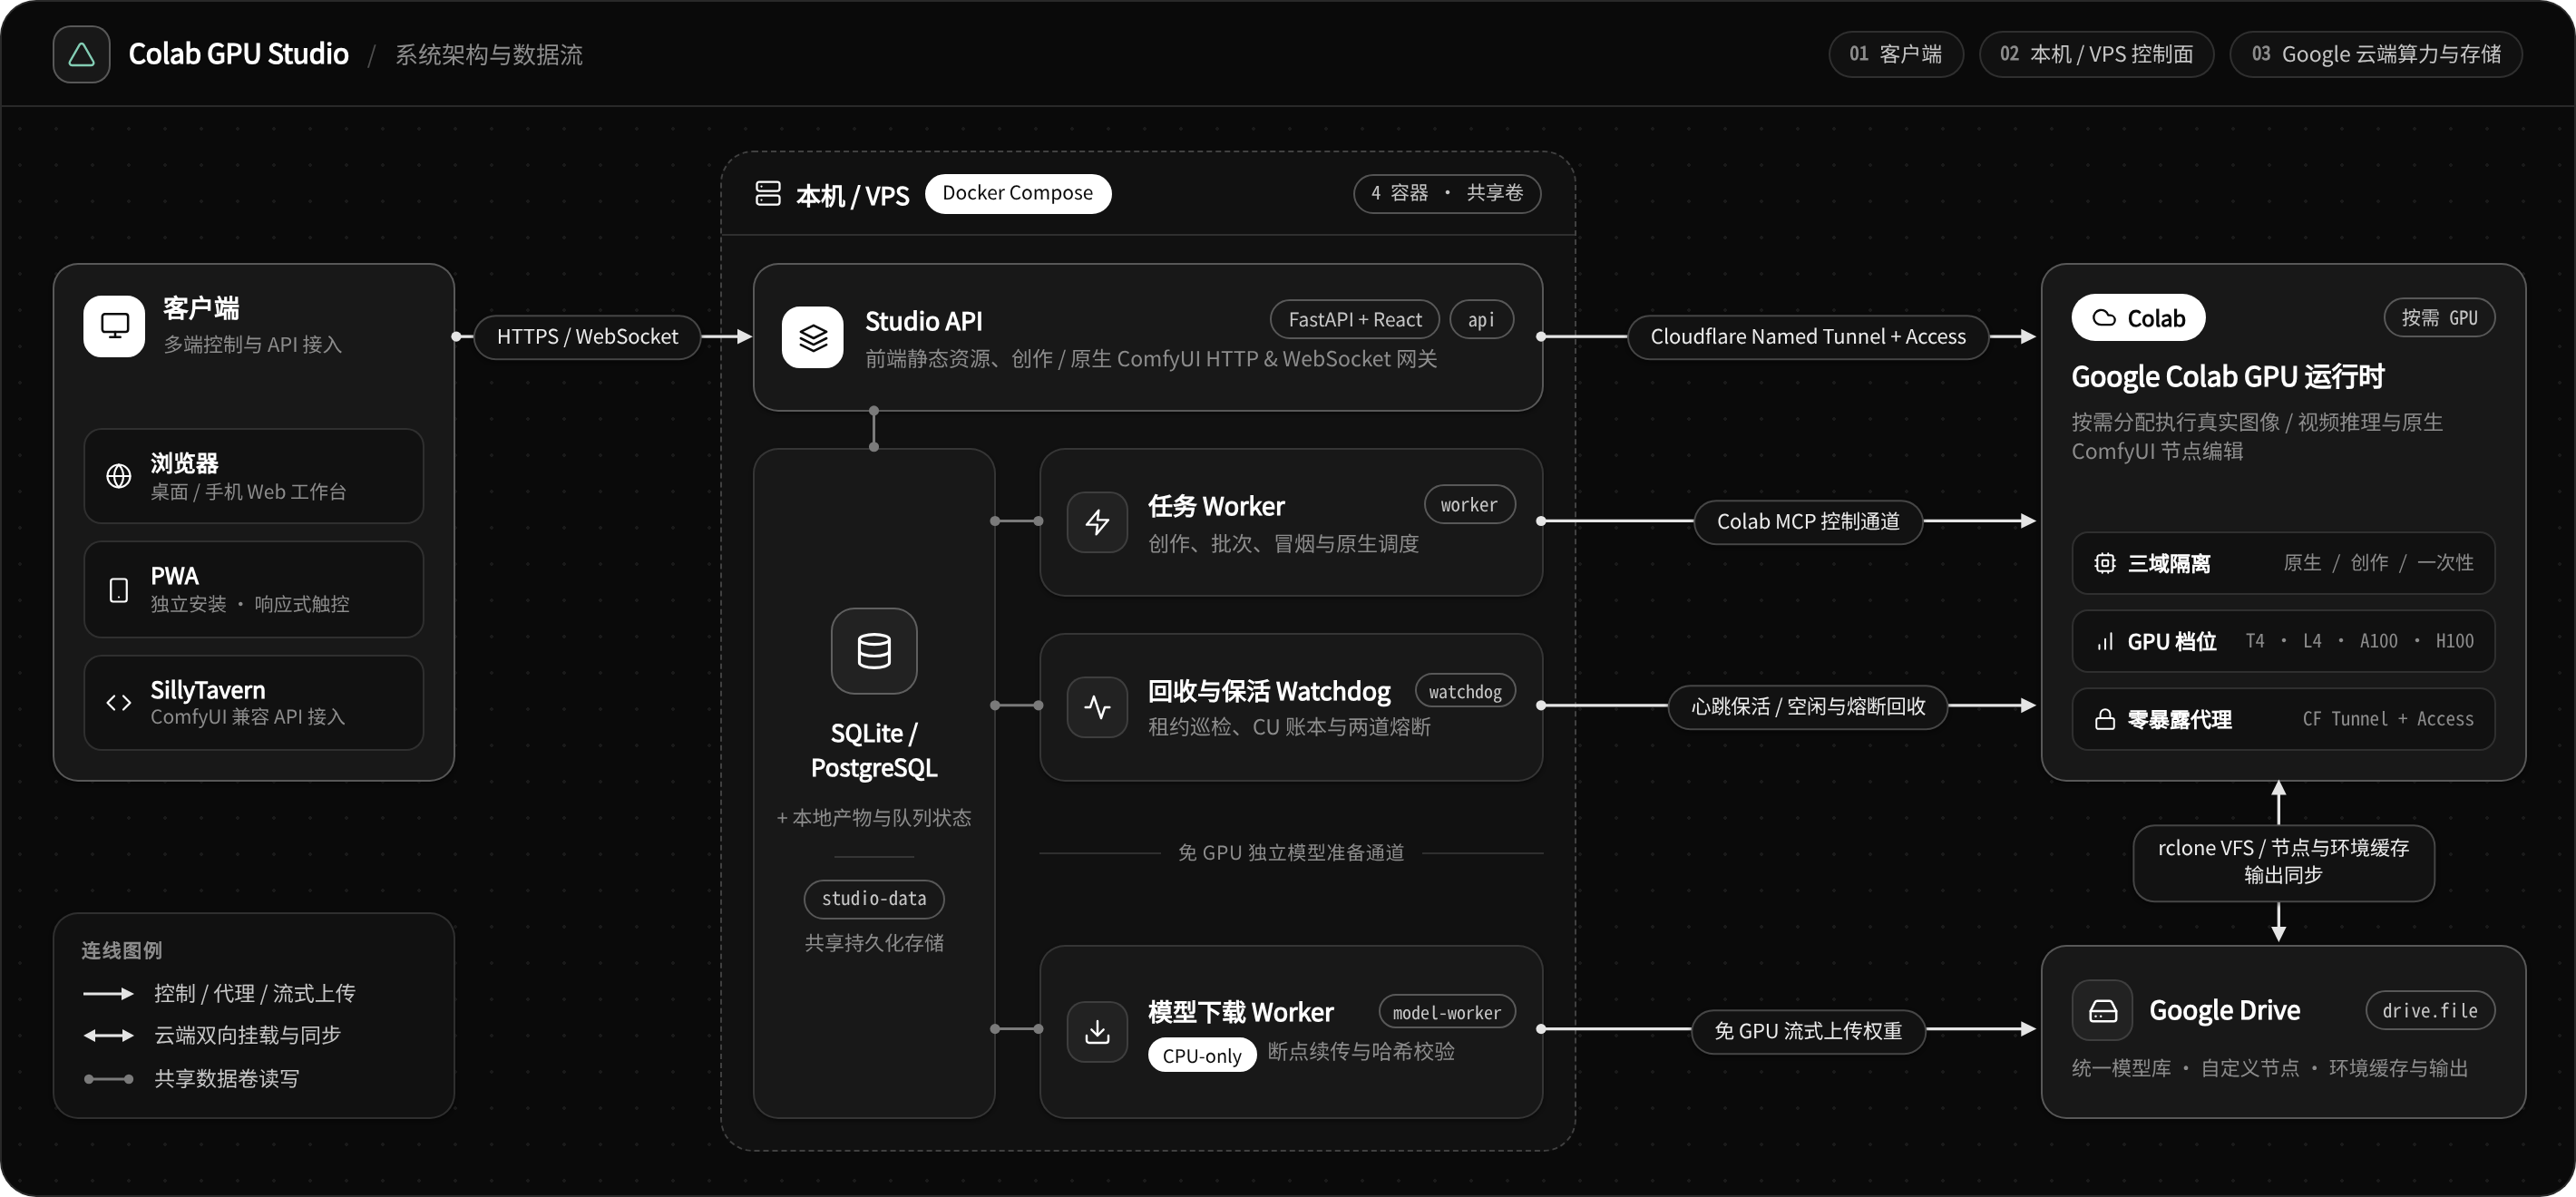 Colab GPU Studio / 系统架构与数据流
01 客户端
02 本机 / VPS 控制面
03 Google 云端算力与存储
客户端
多端控制与 API 接入
浏览器
桌面 / 手机 Web 工作台
PWA
独立安装 • 响应式触控
SillyTavern
ComfyUI 兼容 API 接入
连线图例
控制 / 代理 / 流式上传
云端双向挂载与同步
共享数据卷读写
HTTPS / WebSocket
本机 / VPS
Docker Compose
4 容器 • 共享卷
Studio API
FastAPI + React
api
前端静态资源、创作 / 原生 ComfyUI HTTP & WebSocket 网关
SQLite /
PostgreSQL
+ 本地产物与队列状态
studio-data
共享持久化存储
任务 Worker
worker
创作、批次、冒烟与原生调度
回收与保活 Watchdog
watchdog
租约巡检、CU 账本与两道熔断
免 GPU 独立模型准备通道
模型下载 Worker
model-worker
CPU-only
断点续传与哈希校验
Cloudflare Named Tunnel + Access
Colab MCP 控制通道
心跳保活 / 空闲与熔断回收
免 GPU 流式上传权重
Colab
按需 GPU
Google Colab GPU 运行时
按需分配执行真实图像 / 视频推理与原生
ComfyUI 节点编辑
三域隔离
原生 / 创作 / 一次性
GPU 档位
T4 • L4 • A100 • H100
零暴露代理
CF Tunnel + Access
rclone VFS / 节点与环境缓存
输出同步
Google Drive
drive.file
统一模型库 • 自定义节点 • 环境缓存与输出